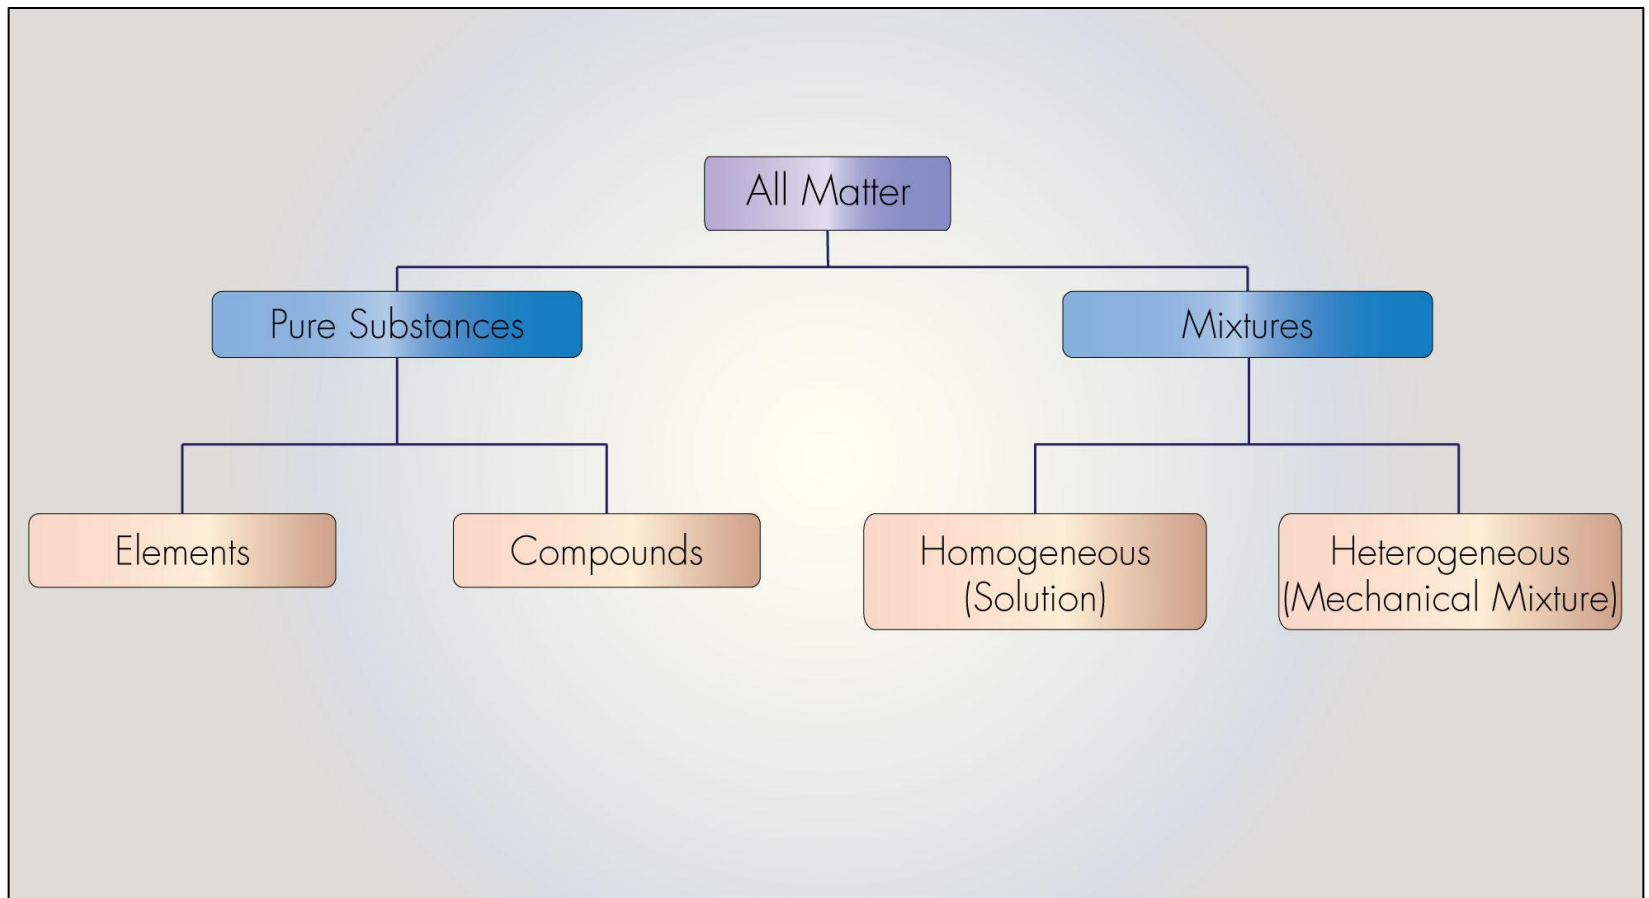 All Matter
Pure Substances
Mixtures
Elements
Compounds
Homogeneous
(Solution)
Heterogeneous
(Mechanical Mixture)